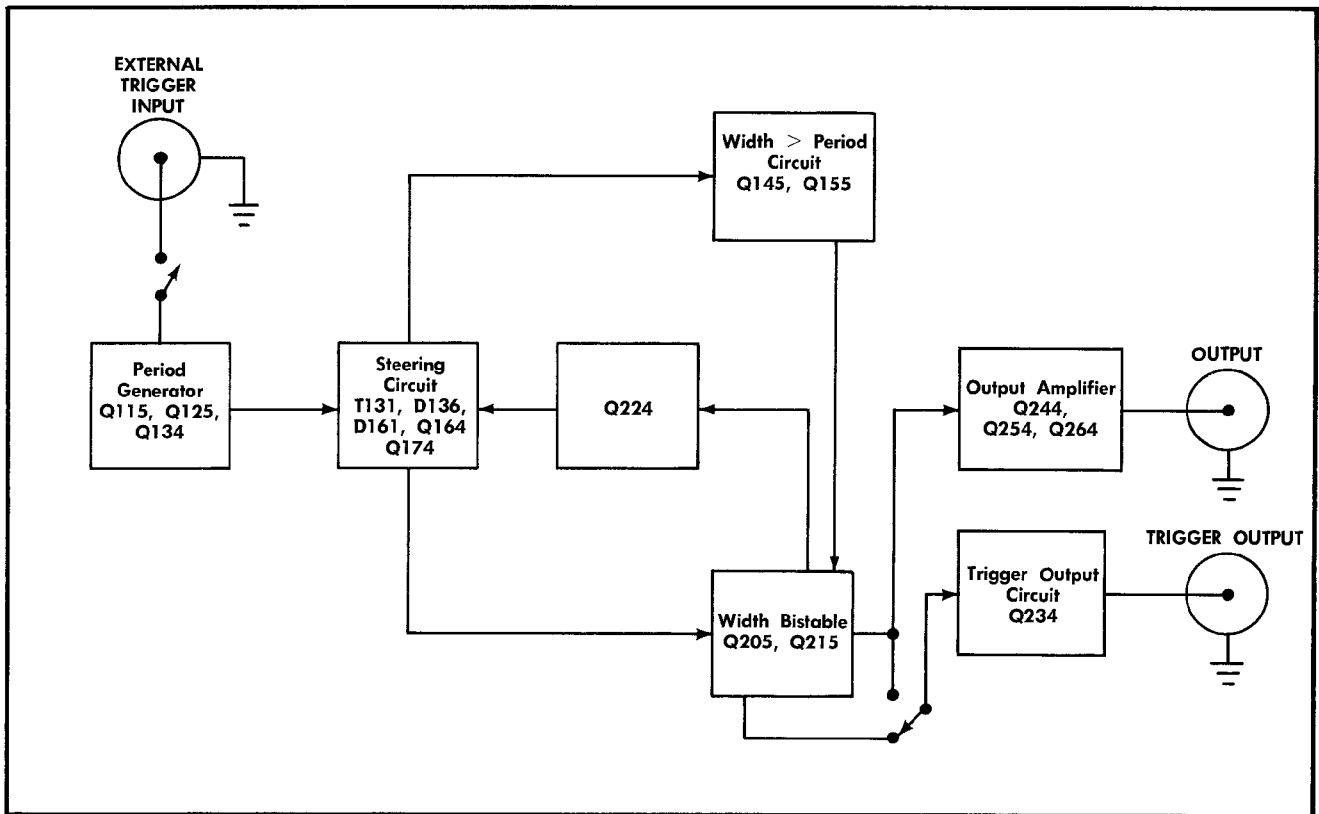 EXTERNAL
TRIGGER
INPUT
Width > Period
Circuit
Q145, Q155
Period
Generator
Q115, Q125,
Q134
Steering
Circuit
T131, D136,
D161, Q164
Q174
Q224
Output Amplifier
Q244,
Q254, Q264
OUTPUT
Width Bistable
Q205, Q215
Trigger Output
Circuit
Q234
TRIGGER OUTPUT